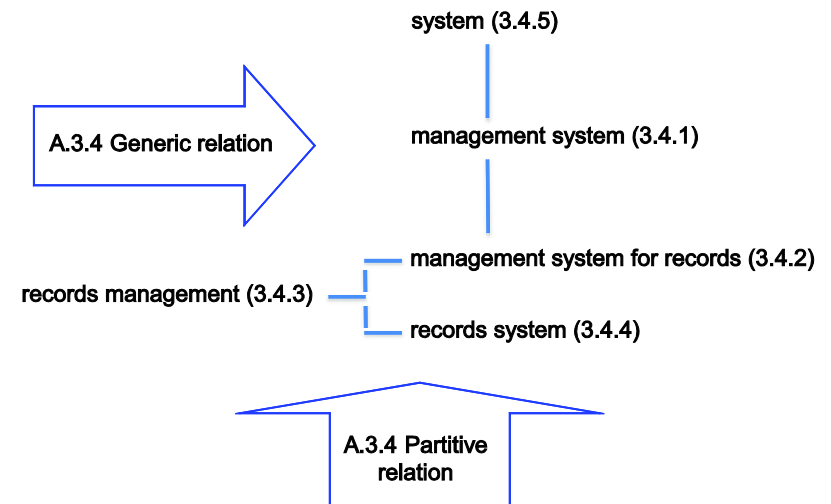 system (3.4.5)
A.3.4 Generic relation
management system (3.4.1)
management system for records (3.4.2)
records management (3.4.3)
records system (3.4.4)
A.3.4 Partitive
relation